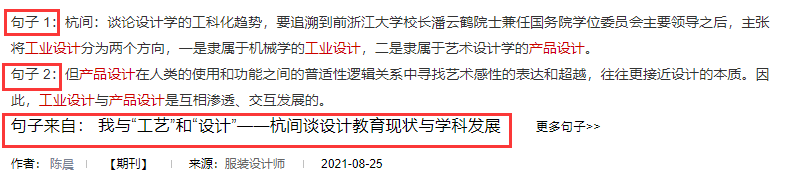 句子 1：杭间：谈论设计学的工科化趋势，要追溯到前浙江大学校长潘云鹤院士兼任国务院学位委员会主要领导之后，主张
将工业设计分为两个方向，一是隶属于机械学的工业设计，二是隶属于艺术设计学的产品设计。
句子 2：但产品设计在人类的使用和功能之间的普适性逻辑关系中寻找艺术感性的表达和超越，往往更接近设计的本质。因
此，工业设计与产品设计是互相渗透、交互发展的。
句子来自： 我与“工艺”和“设计”——杭间谈设计教育现状与学科发展 更多句子>>
作者： 陈晨 | 【期刊】 | 来源：服装设计师 | 2021-08-25